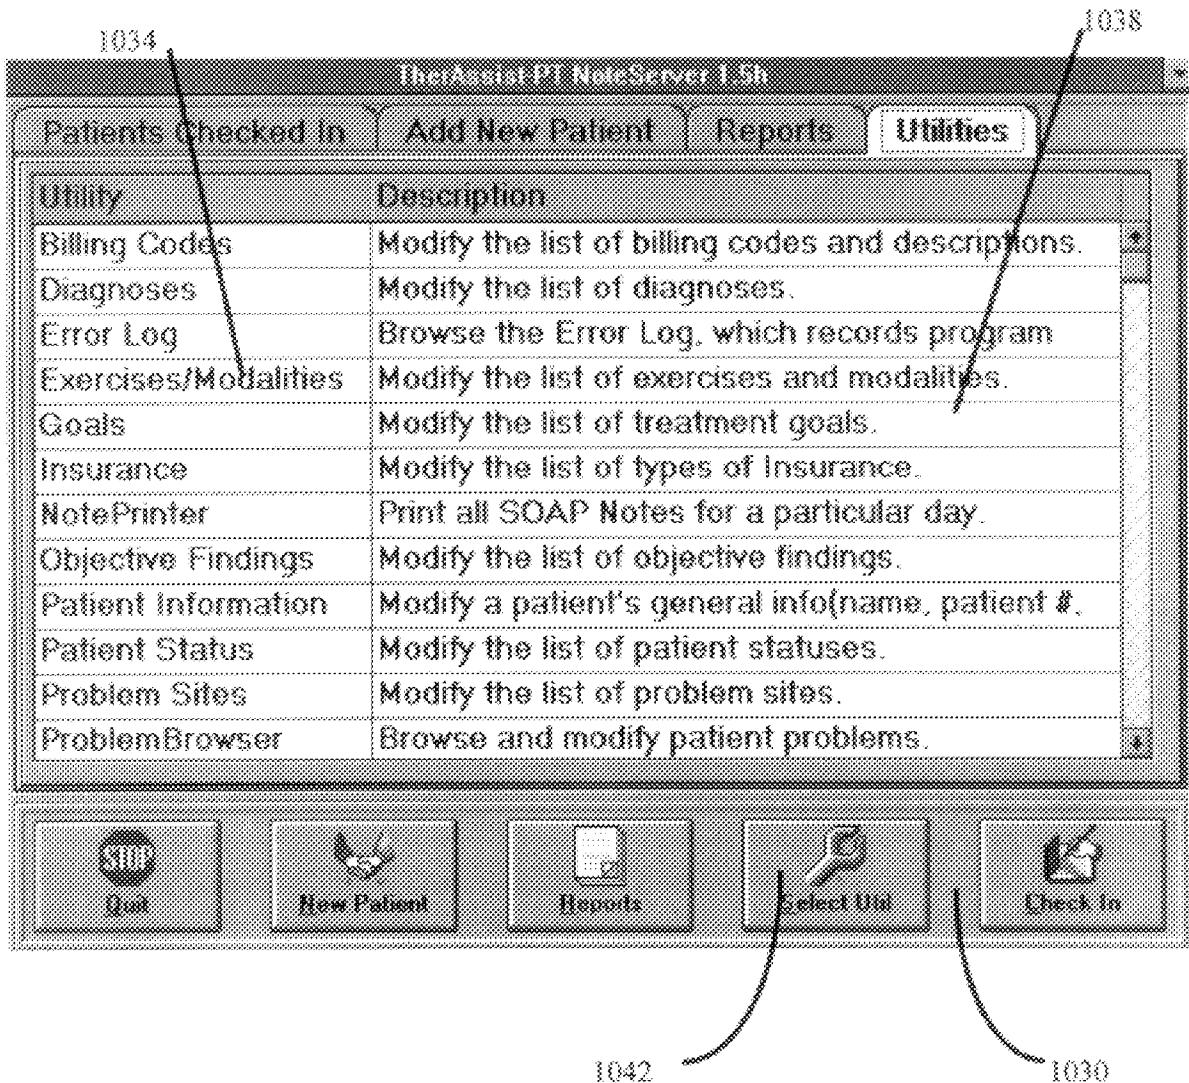 1034
1038
TherAssist PT NoteServer 1.5h
Patients Checked In Add New Patient Reports Utilities
Utility Description
Billing Codes Modify the list of billing codes and descriptions.
Diagnoses Modify the list of diagnoses.
Error Log Browse the Error Log, which records program
Exercises/Modalities Modify the list of exercises and modalities.
Goals Modify the list of treatment goals.
Insurance Modify the list of types of Insurance.
NotePrinter Print all SOAP Notes for a particular day.
Objective Findings Modify the list of objective findings.
Patient Information Modify a patient's general info(name, patient #,
Patient Status Modify the list of patient statuses.
Problem Sites Modify the list of problem sites.
ProblemBrowser Browse and modify patient problems.
STOP
Quit New Patient Reports Select Util Check In
1042 1030